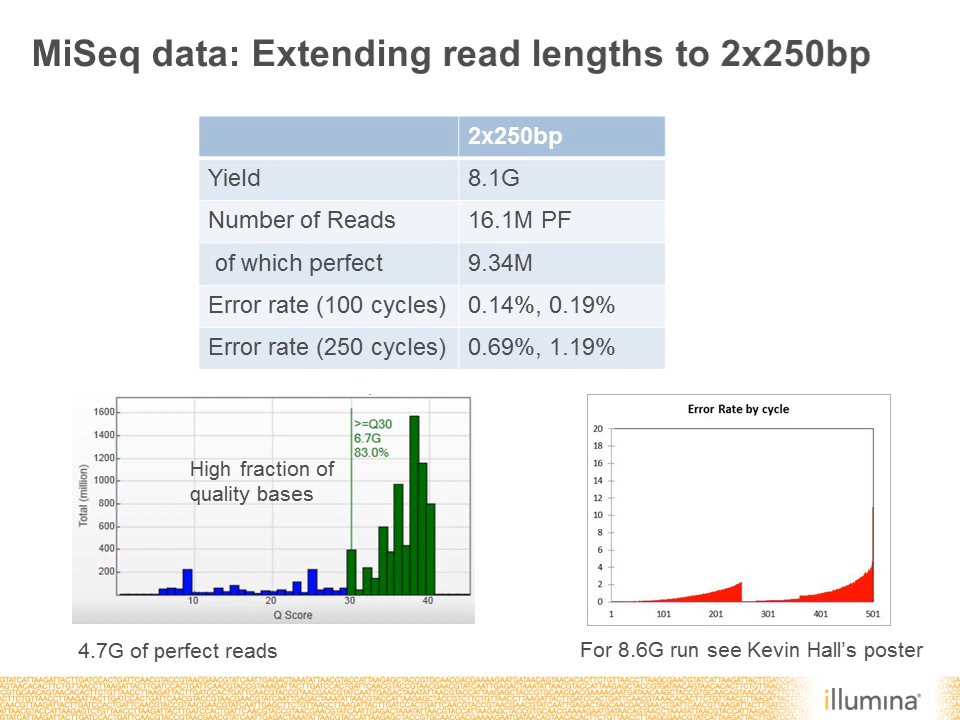 MiSeq data: Extending read lengths to 2x250bp
2x250bp
Yield 8.1G
Number of Reads 16.1M PF
of which perfect 9.34M
Error rate (100 cycles) 0.14%, 0.19%
Error rate (250 cycles) 0.69%, 1.19%
1600
1400
1200
1000
800
600
400
200
Total (million)
>=Q30
6.7G
83.0%
High fraction of
quality bases
10 20 30 40
Q Score
4.7G of perfect reads
Error Rate by cycle
20
18
16
14
12
10
8
6
4
2
0
1 101 201 301 401 501
For 8.6G run see Kevin Hall’s poster
illumina®